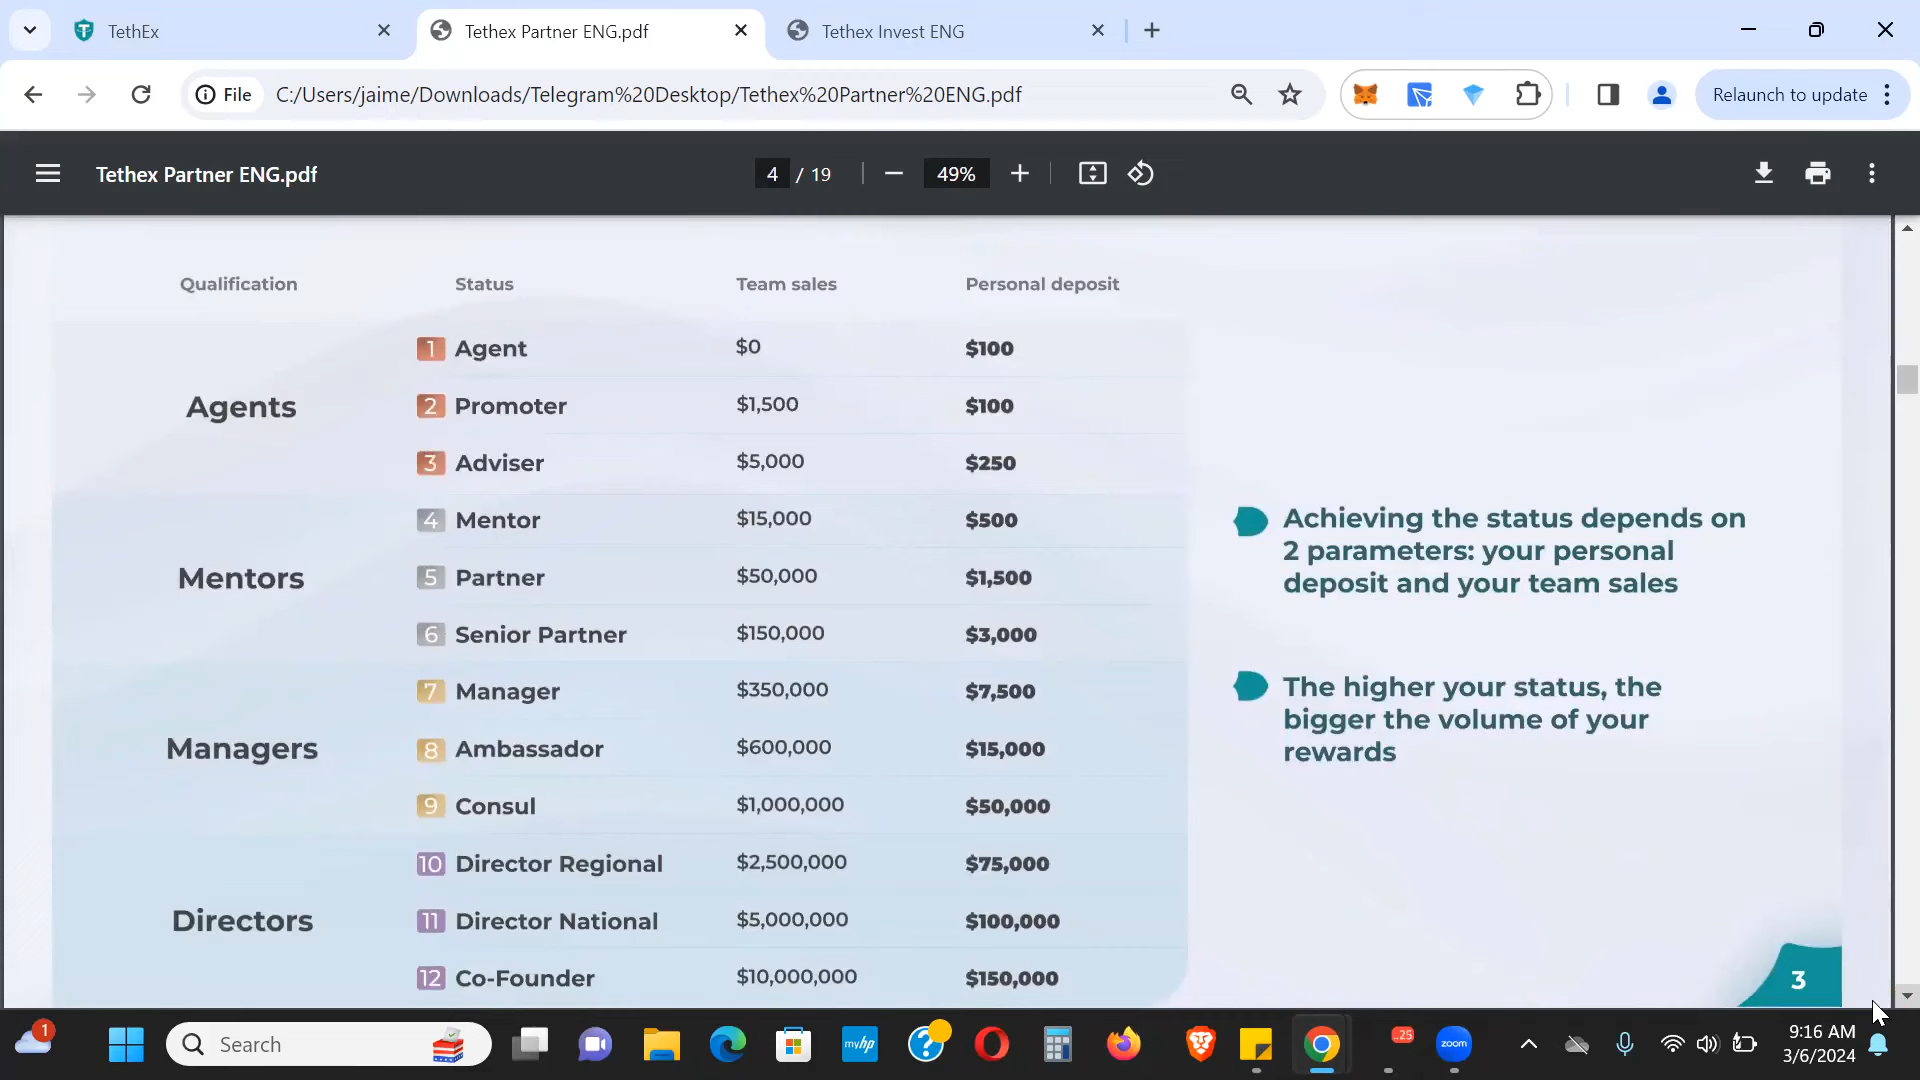 TethEx
Tethex Partner ENG.pdf
Tethex Invest ENG
File
C:/Users/jaime/Downloads/Telegram%20Desktop/Tethex%20Partner%20ENG.pdf
Relaunch to update
Tethex Partner ENG.pdf
4 / 19
49%
Qualification Status Team sales Personal deposit
Agents
1 Agent $0 $100
2 Promoter $1,500 $100
3 Adviser $5,000 $250
Mentors
4 Mentor $15,000 $500
5 Partner $50,000 $1,500
6 Senior Partner $150,000 $3,000
Managers
7 Manager $350,000 $7,500
8 Ambassador $600,000 $15,000
9 Consul $1,000,000 $50,000
Directors
10 Director Regional $2,500,000 $75,000
11 Director National $5,000,000 $100,000
12 Co-Founder $10,000,000 $150,000
Achieving the status depends on
2 parameters: your personal
deposit and your team sales
The higher your status, the
bigger the volume of your
rewards
3
1
Search
myhp
.25
zoom
9:16 AM
3/6/2024